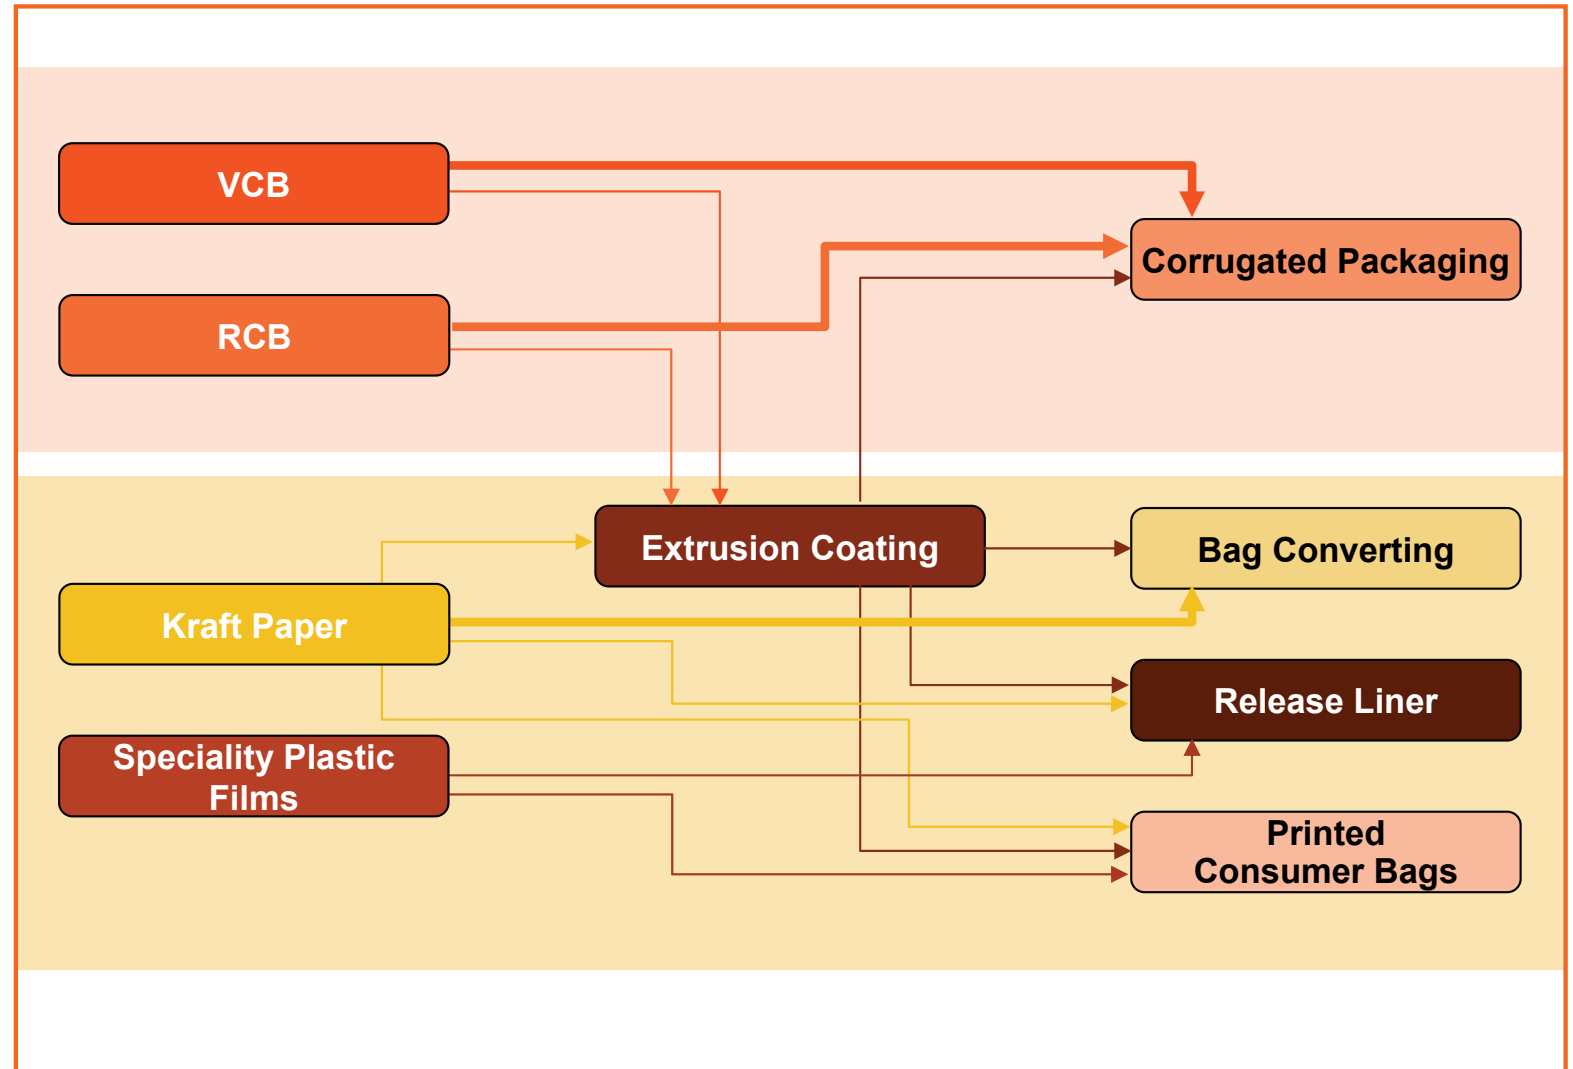 VCB
Corrugated Packaging
RCB
Extrusion Coating
Bag Converting
Kraft Paper
Release Liner
Speciality Plastic
Films
Printed
Consumer Bags